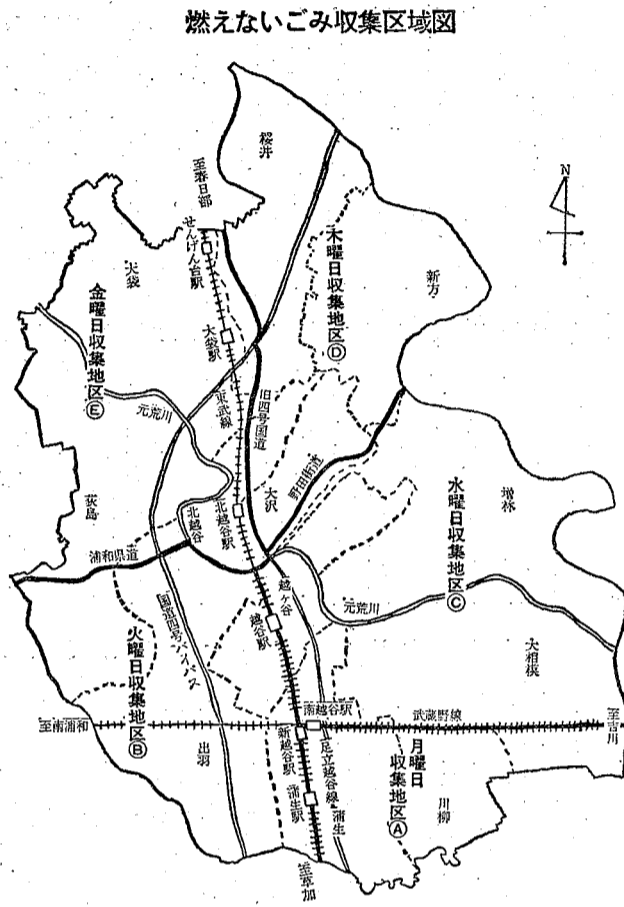 燃えないごみ収集区域図
N
桜井
至春日部
せんげん台駅
大袋
木曜日収集地区Ⓓ
新方
金曜日収集地区Ⓔ
大袋駅
東武線
旧四号国道
元荒川
野田街道
大沢
北越谷駅
北越谷
荻島
水曜日収集地区Ⓒ
増林
浦和県道
国道四号バイパス
越ヶ谷
越谷駅
元荒川
火曜日収集地区Ⓑ
大相模
南越谷駅
武蔵野線
至南浦和
至吉川
出羽
新越谷駅
足立越谷線
月曜日
収集地区Ⓐ
蒲生駅
蒲生
川柳
至草加